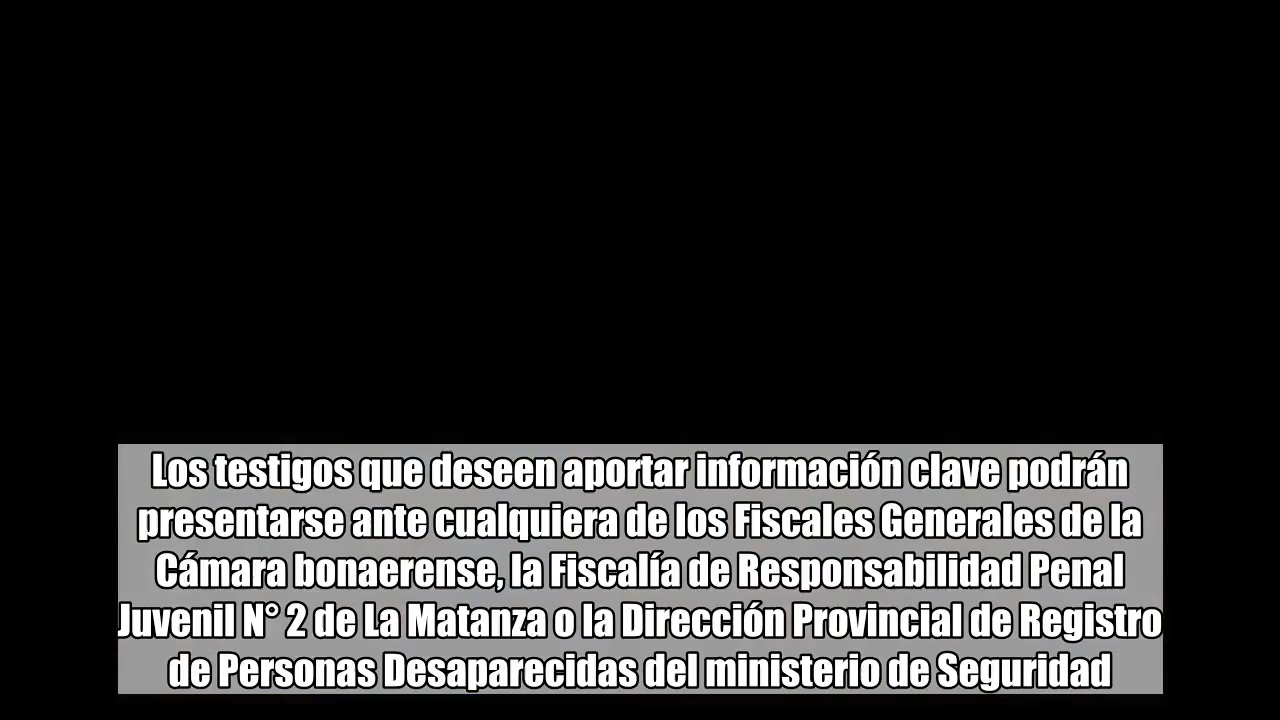 Los testigos que deseen aportar información clave podrán
presentarse ante cualquiera de los Fiscales Generales de la
Cámara bonaerense, la Fiscalía de Responsabilidad Penal
Juvenil N° 2 de La Matanza o la Dirección Provincial de Registro
de Personas Desaparecidas del ministerio de Seguridad